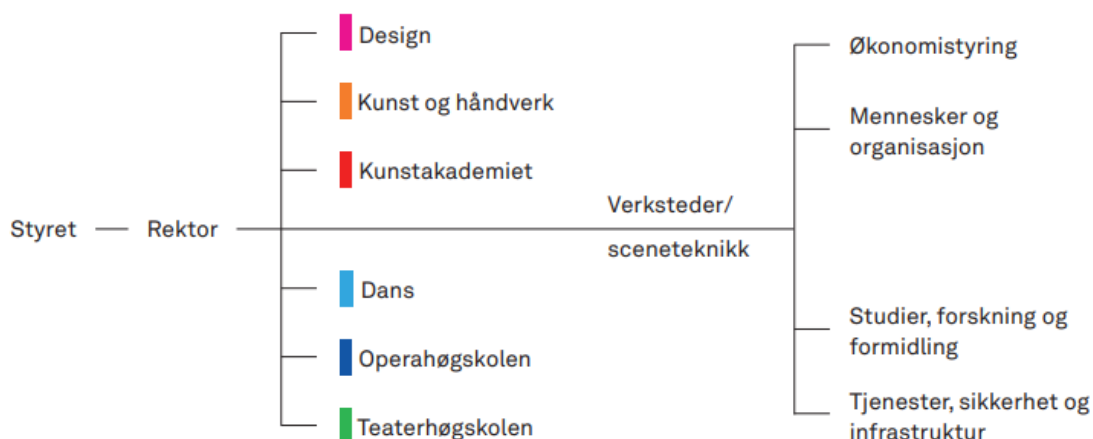 Styret
Rektor
Design
Kunst og håndverk
Kunstakademiet
Dans
Operahøgskolen
Teaterhøgskolen
Verksteder/
sceneteknikk
Økonomistyring
Mennesker og
organisasjon
Studier, forskning og
formidling
Tjenester, sikkerhet og
infrastruktur